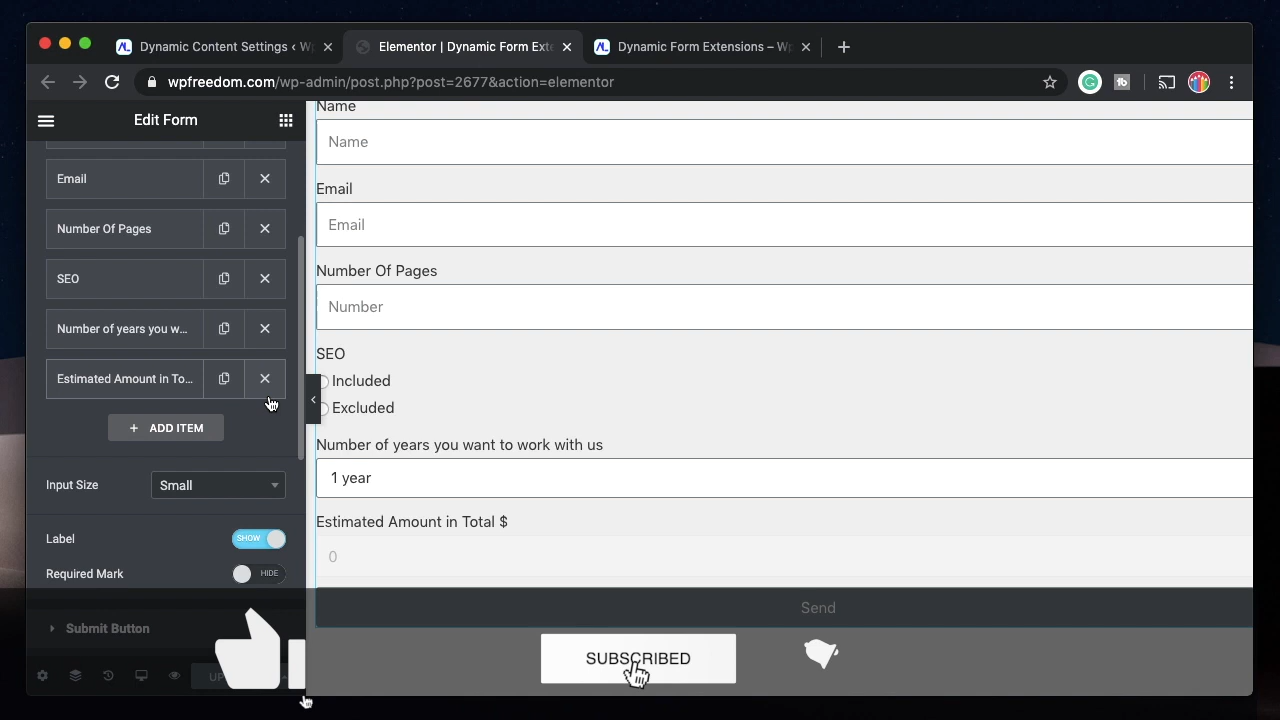 Dynamic Content Settings ‹ W
Elementor | Dynamic Form Exte
Dynamic Form Extensions – Wp
wpfreedom.com/wp-admin/post.php?post=2677&action=elementor
Edit Form
Email
Number Of Pages
SEO
Number of years you w...
Estimated Amount in To...
+ ADD ITEM
Input Size
Small
Label
SHOW
Required Mark
HIDE
Submit Button
UP
Name
Name
Email
Email
Number Of Pages
Number
SEO
Included
Excluded
Number of years you want to work with us
1 year
Estimated Amount in Total $
0
Send
SUBSCRIBED